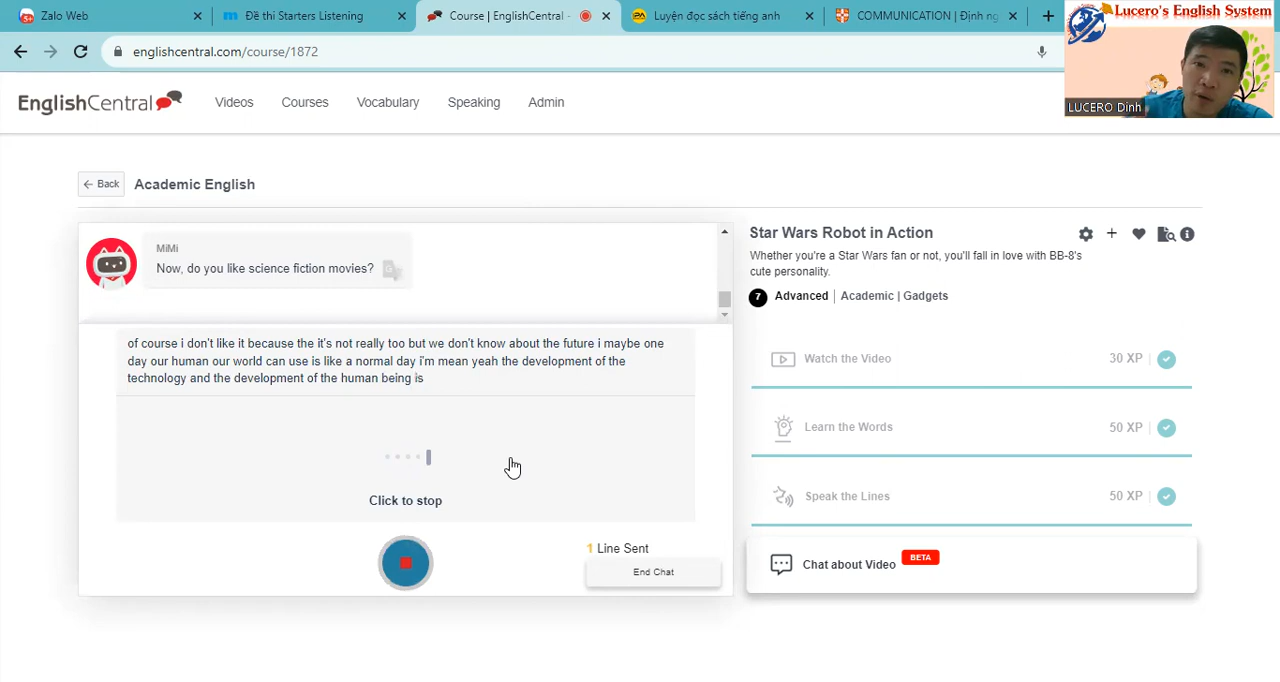 Zalo Web
Đề thi Starters Listening
Course | EnglishCentral -
Luyện đọc sách tiếng anh
COMMUNICATION | Định ng
englishcentral.com/course/1872
Lucero's English System
LUCERO Dinh
EnglishCentral
Videos
Courses
Vocabulary
Speaking
Admin
Back
Academic English
MiMi
Now, do you like science fiction movies?
of course i don't like it because the it's not really too but we don't know about the future i maybe one
day our human our world can use is like a normal day i'm mean yeah the development of the
technology and the development of the human being is
Click to stop
1 Line Sent
End Chat
Star Wars Robot in Action
Whether you're a Star Wars fan or not, you'll fall in love with BB-8's
cute personality.
7 Advanced | Academic | Gadgets
Watch the Video 30 XP
Learn the Words 50 XP
Speak the Lines 50 XP
Chat about Video BETA